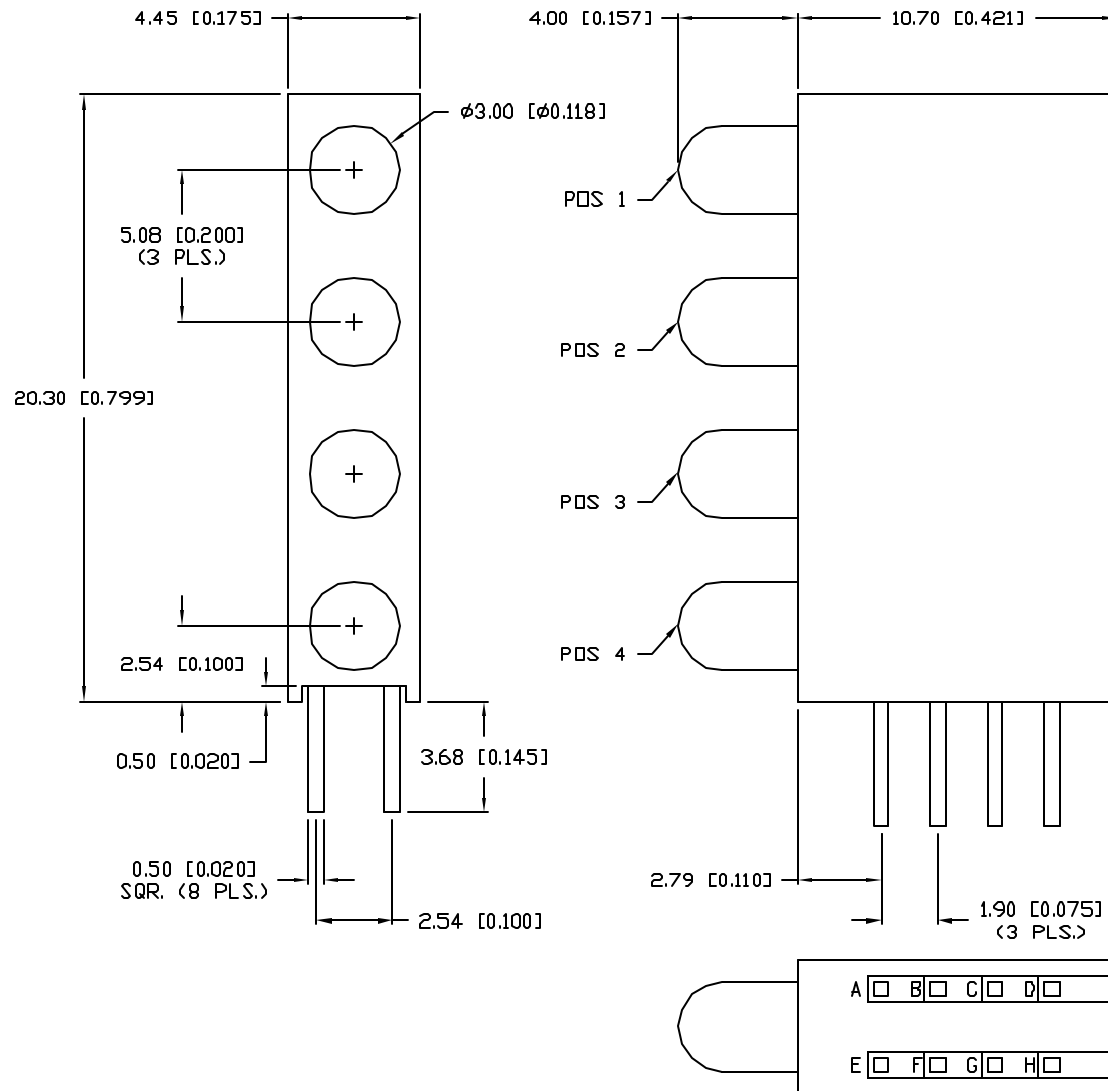 4.45 [0.175]
4.00 [0.157]
10.70 [0.421]
ø3.00 [ø0.118]
POS 1
5.08 [0.200]
(3 PLS.)
POS 2
20.30 [0.799]
POS 3
2.54 [0.100]
POS 4
0.50 [0.020]
3.68 [0.145]
0.50 [0.020]
SQR. (8 PLS.)
2.54 [0.100]
2.79 [0.110]
1.90 [0.075]
(3 PLS.)
A B C D
E F G H